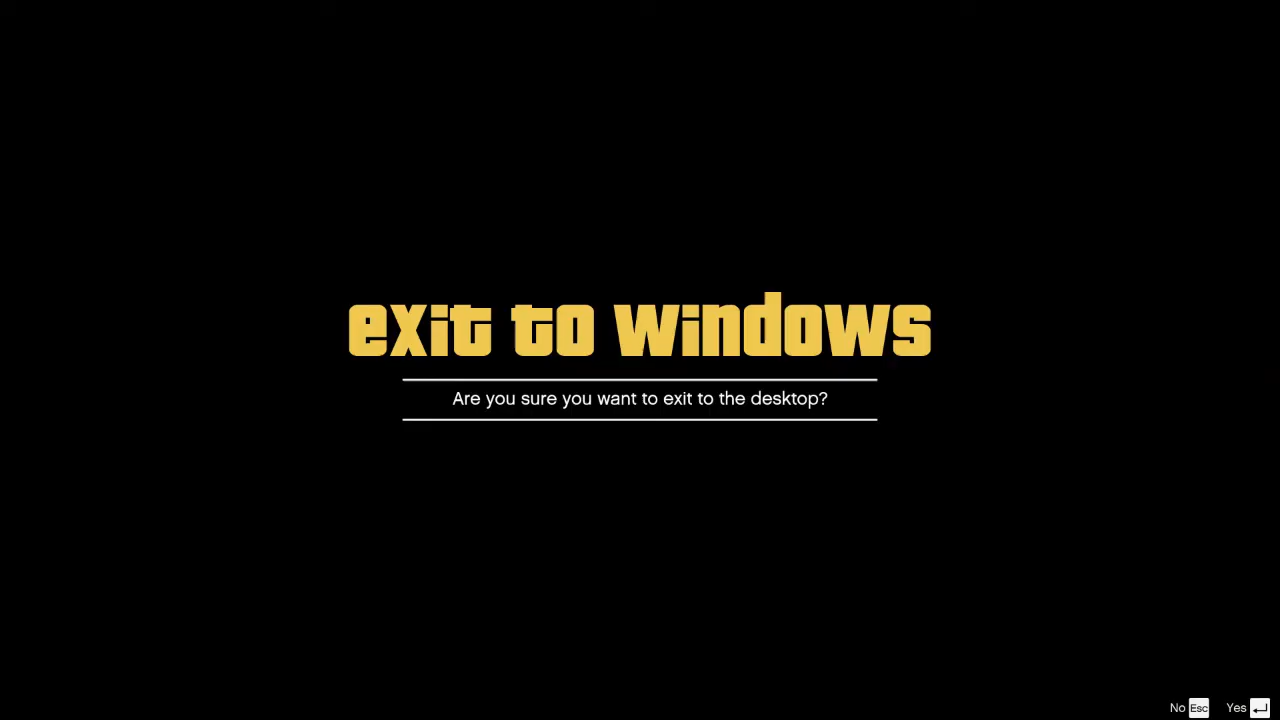 exit to windows
Are you sure you want to exit to the desktop?
No Esc Yes